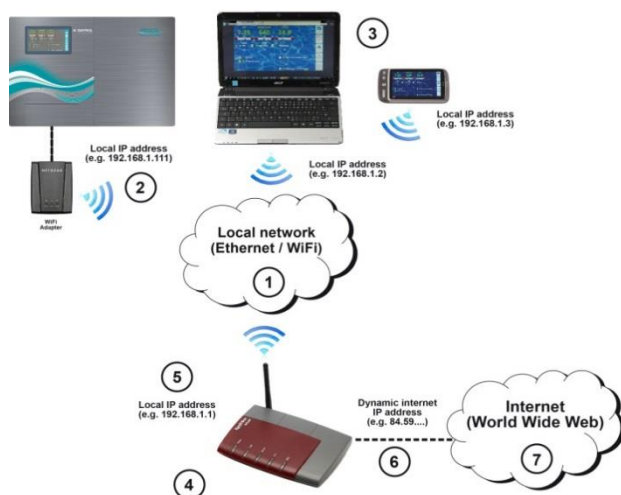 3
Local IP address
(e.g. 192.168.1.3)
Local IP address
(e.g. 192.168.1.111)
2
NETGEAR
WiFi
Adapter
acer
Local IP address
(e.g. 192.168.1.2)
Local network
(Ethernet / WiFi)
1
5
Local IP address
(e.g. 192.168.1.1)
4
Dynamic internet
IP address
(e.g. 84.59....)
6
Internet
(World Wide Web)
7